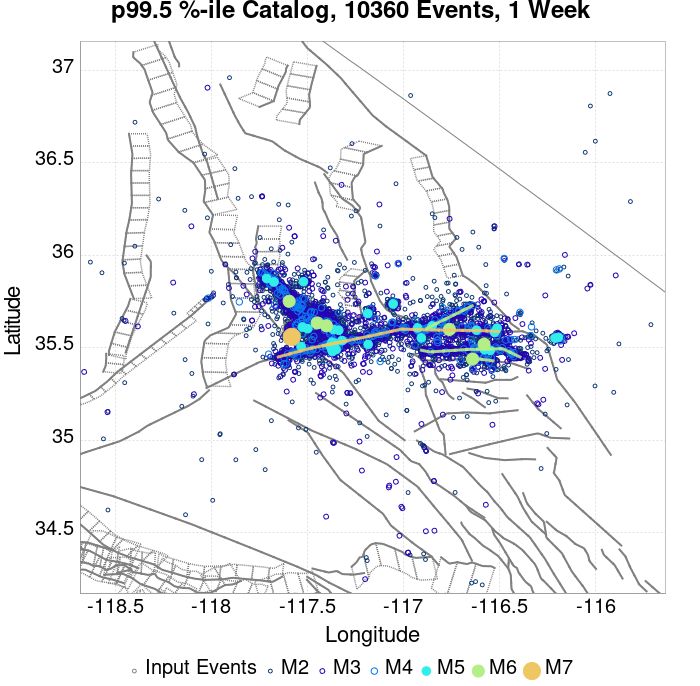 p99.5 %-ile Catalog, 10360 Events, 1 Week
37
36.5
36
35.5
35
34.5
Latitude
-118.5 -118 -117.5 -117 -116.5 -116
Longitude
Input Events M2 M3 M4 M5 M6 M7